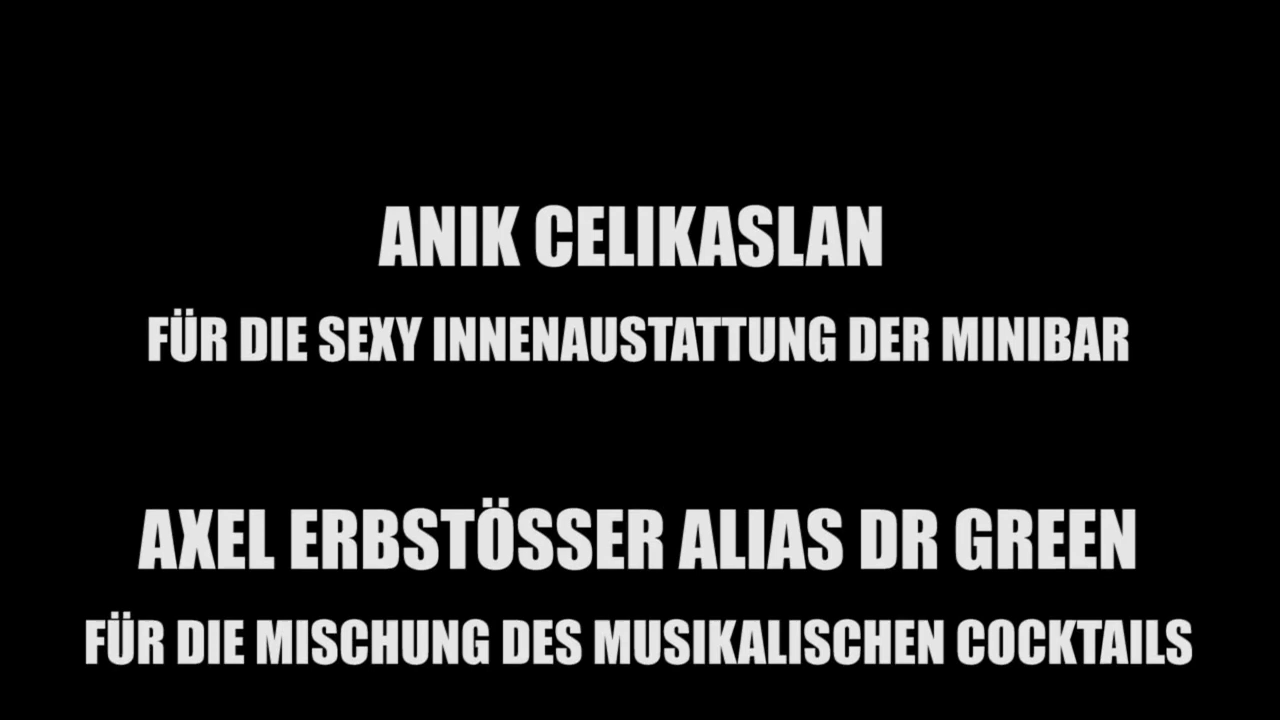 ANIK CELIKASLAN
FÜR DIE SEXY INNENAUSTATTUNG DER MINIBAR
AXEL ERBSTÖSSER ALIAS DR GREEN
FÜR DIE MISCHUNG DES MUSIKALISCHEN COCKTAILS